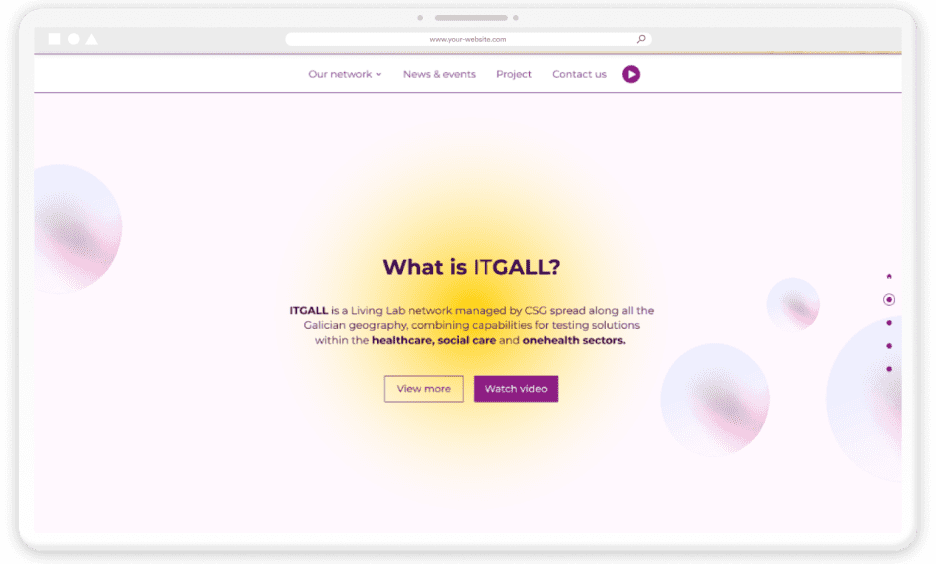 www.your-website.com
Our network News & events Project Contact us
What is ITGALL?
ITGALL is a Living Lab network managed by CSG spread along all the
Galician geography, combining capabilities for testing solutions
within the healthcare, social care and onehealth sectors.
View more Watch video